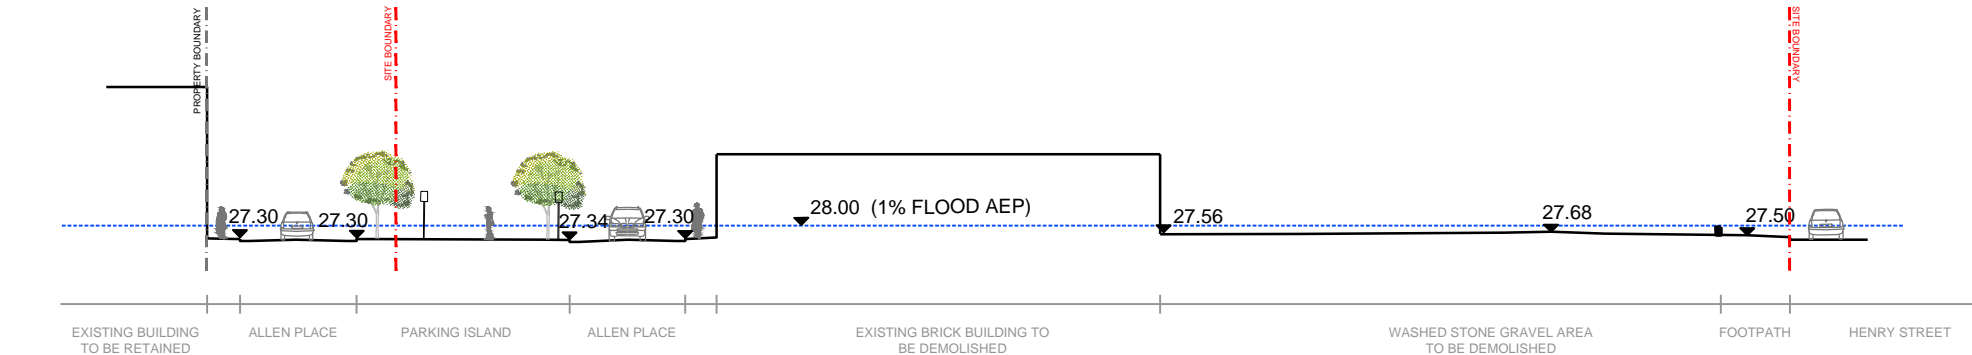 PROPERTY BOUNDARY
SITE BOUNDARY
SITE BOUNDARY
27.30
27.30
27.34
27.30
28.00 (1% FLOOD AEP)
27.56
27.68
27.50
EXISTING BUILDING
TO BE RETAINED
ALLEN PLACE
PARKING ISLAND
ALLEN PLACE
EXISTING BRICK BUILDING TO
BE DEMOLISHED
WASHED STONE GRAVEL AREA
TO BE DEMOLISHED
FOOTPATH
HENRY STREET